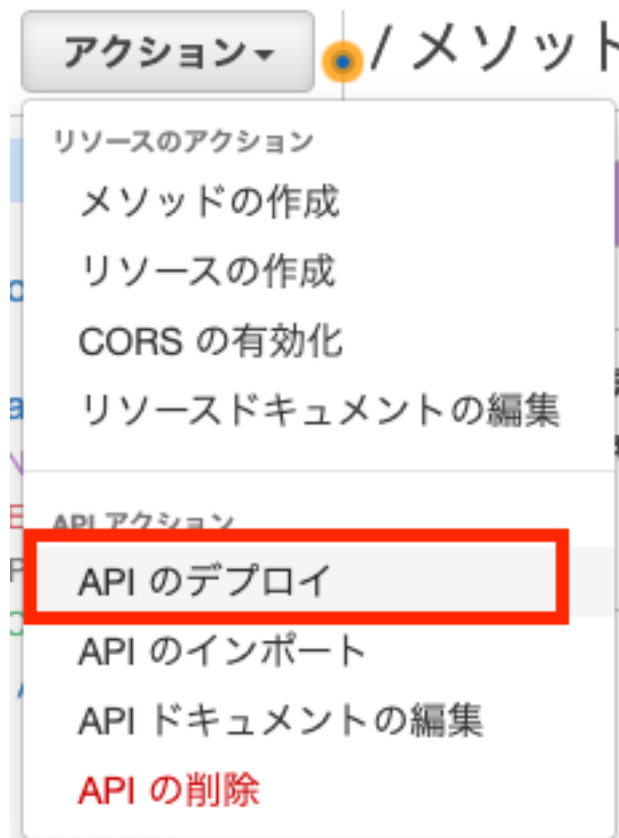 アクション / メソッ
リソースのアクション
メソッドの作成
リソースの作成
CORS の有効化
リソースドキュメントの編集
API アクション
API のデプロイ
API のインポート
API ドキュメントの編集
API の削除